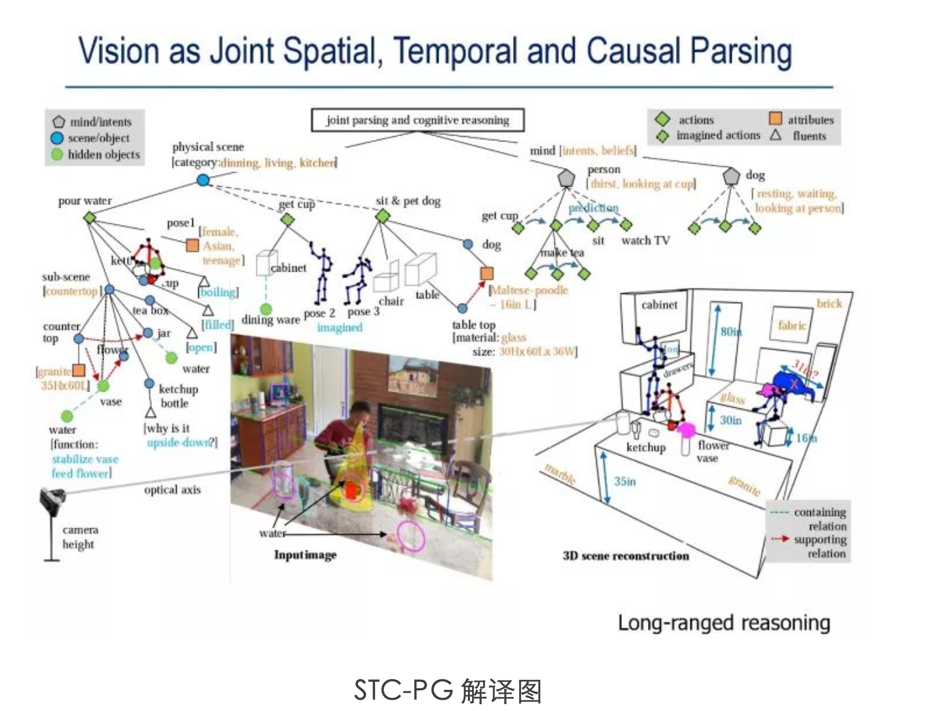 Vision as Joint Spatial, Temporal and Causal Parsing
mind/intents
scene/object
hidden objects
joint parsing and cognitive reasoning
actions
imagined actions
attributes
fluents
physical scene
[category:dinning, living, kitchen]
mind [intents, beliefs]
person
[thirst, looking at cup]
dog
[resting, waiting,
looking at person]
pour water
get cup
sit & pet dog
get cup
prediction
sit
watch TV
make tea
pose1
[female,
Asian,
teenage]
dog
[Maltese-poodle
– 16in L]
sub-scene
[countertop]
[boiling]
tea box
[filled]
cabinet
dining ware
pose 2
pose 3
imagined
chair
table
table top
[material: glass
size: 30Hx60Lx36W]
counter
top
flower
jar
[open]
water
[granite
35Hx60L]
vase
ketchup
bottle
water
[function:
stabilize vase
feed flower]
[why is it
upside-down?]
optical axis
camera
height
water
Input image
cabinet
drawers
80in
brick
fabric
31in?
glass
30in
16in
ketchup
flower
vase
marble
35in
granite
3D scene reconstruction
containing
relation
supporting
relation
Long-ranged reasoning
STC-PG 解译图